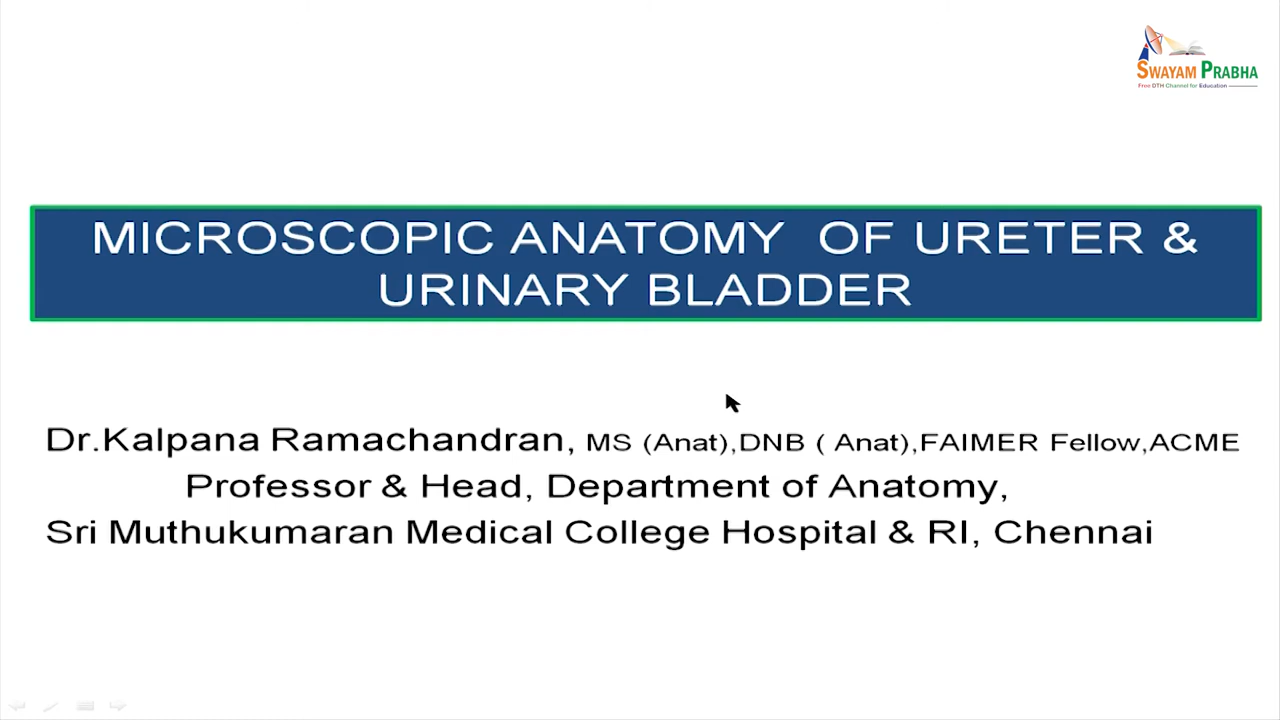 SWAYAM PRABHA
Free DTH Channel for Education
MICROSCOPIC ANATOMY OF URETER &
URINARY BLADDER
Dr.Kalpana Ramachandran, MS (Anat),DNB ( Anat),FAIMER Fellow,ACME
Professor & Head, Department of Anatomy,
Sri Muthukumaran Medical College Hospital & RI, Chennai